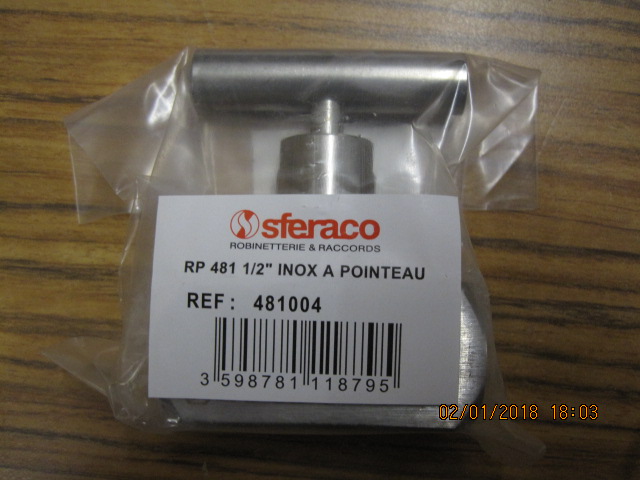 sferaco
ROBINETTERIE & RACCORDS
RP 481 1/2" INOX A POINTEAU
REF : 481004
3 598781 118795
02/01/2018 18:03